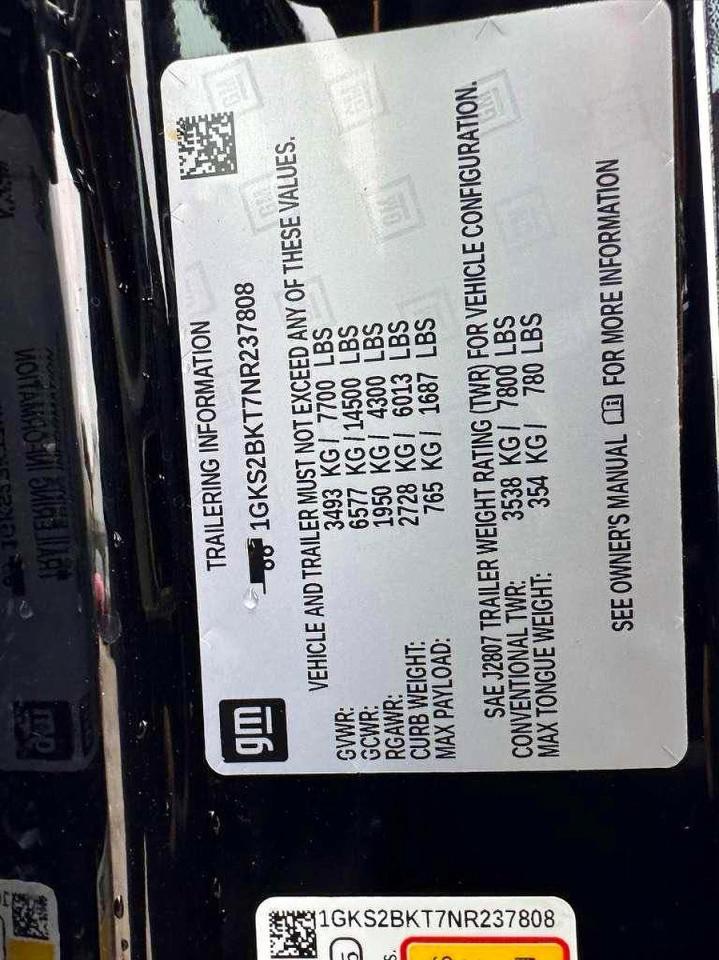 gm
TRAILERING INFORMATION
1GKS2BKT7NR237808
VEHICLE AND TRAILER MUST NOT EXCEED ANY OF THESE VALUES.
GVWR: 3493 KG / 7700 LBS
GCWR: 6577 KG / 14500 LBS
RGAWR: 1950 KG / 4300 LBS
CURB WEIGHT: 2728 KG / 6013 LBS
MAX PAYLOAD: 765 KG / 1687 LBS
SAE J2807 TRAILER WEIGHT RATING (TWR) FOR VEHICLE CONFIGURATION.
CONVENTIONAL TWR: 3538 KG / 7800 LBS
MAX TONGUE WEIGHT: 354 KG / 780 LBS
SEE OWNER'S MANUAL FOR MORE INFORMATION
1GKS2BKT7NR237808